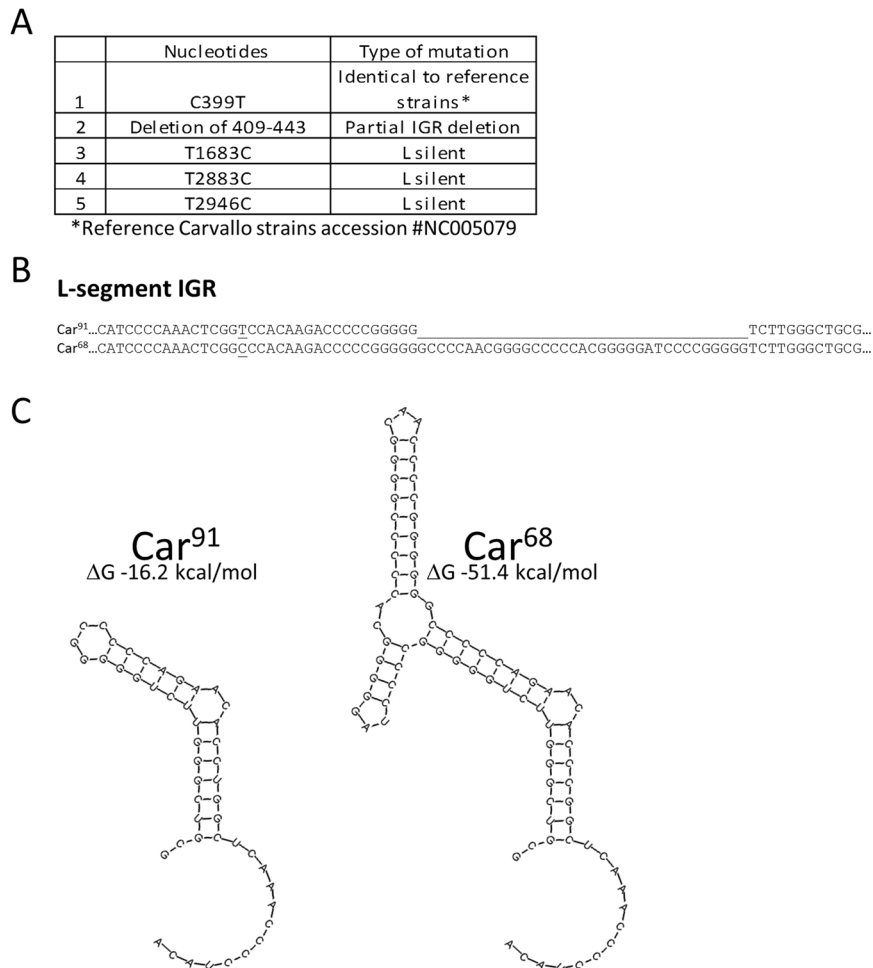 A
Nucleotides Type of mutation
1 C399T Identical to reference strains*
2 Deletion of 409-443 Partial IGR deletion
3 T1683C L silent
4 T2883C L silent
5 T2946C L silent
*Reference Carvallo strains accession #NC005079
B
L-segment IGR
Car91…CATCCCCAAACTCGGTCCACAAGACCCCCGGGGG___________________________________TCTTGGGCTGCG…
Car68…CATCCCCAAACTCGGCCCACAAGACCCCCGGGGGGCCCCAACGGGGCCCCCACGGGGGATCCCCGGGGGTCTTGGGCTGCG…
C
Car91
ΔG -16.2 kcal/mol
Car68
ΔG -51.4 kcal/mol